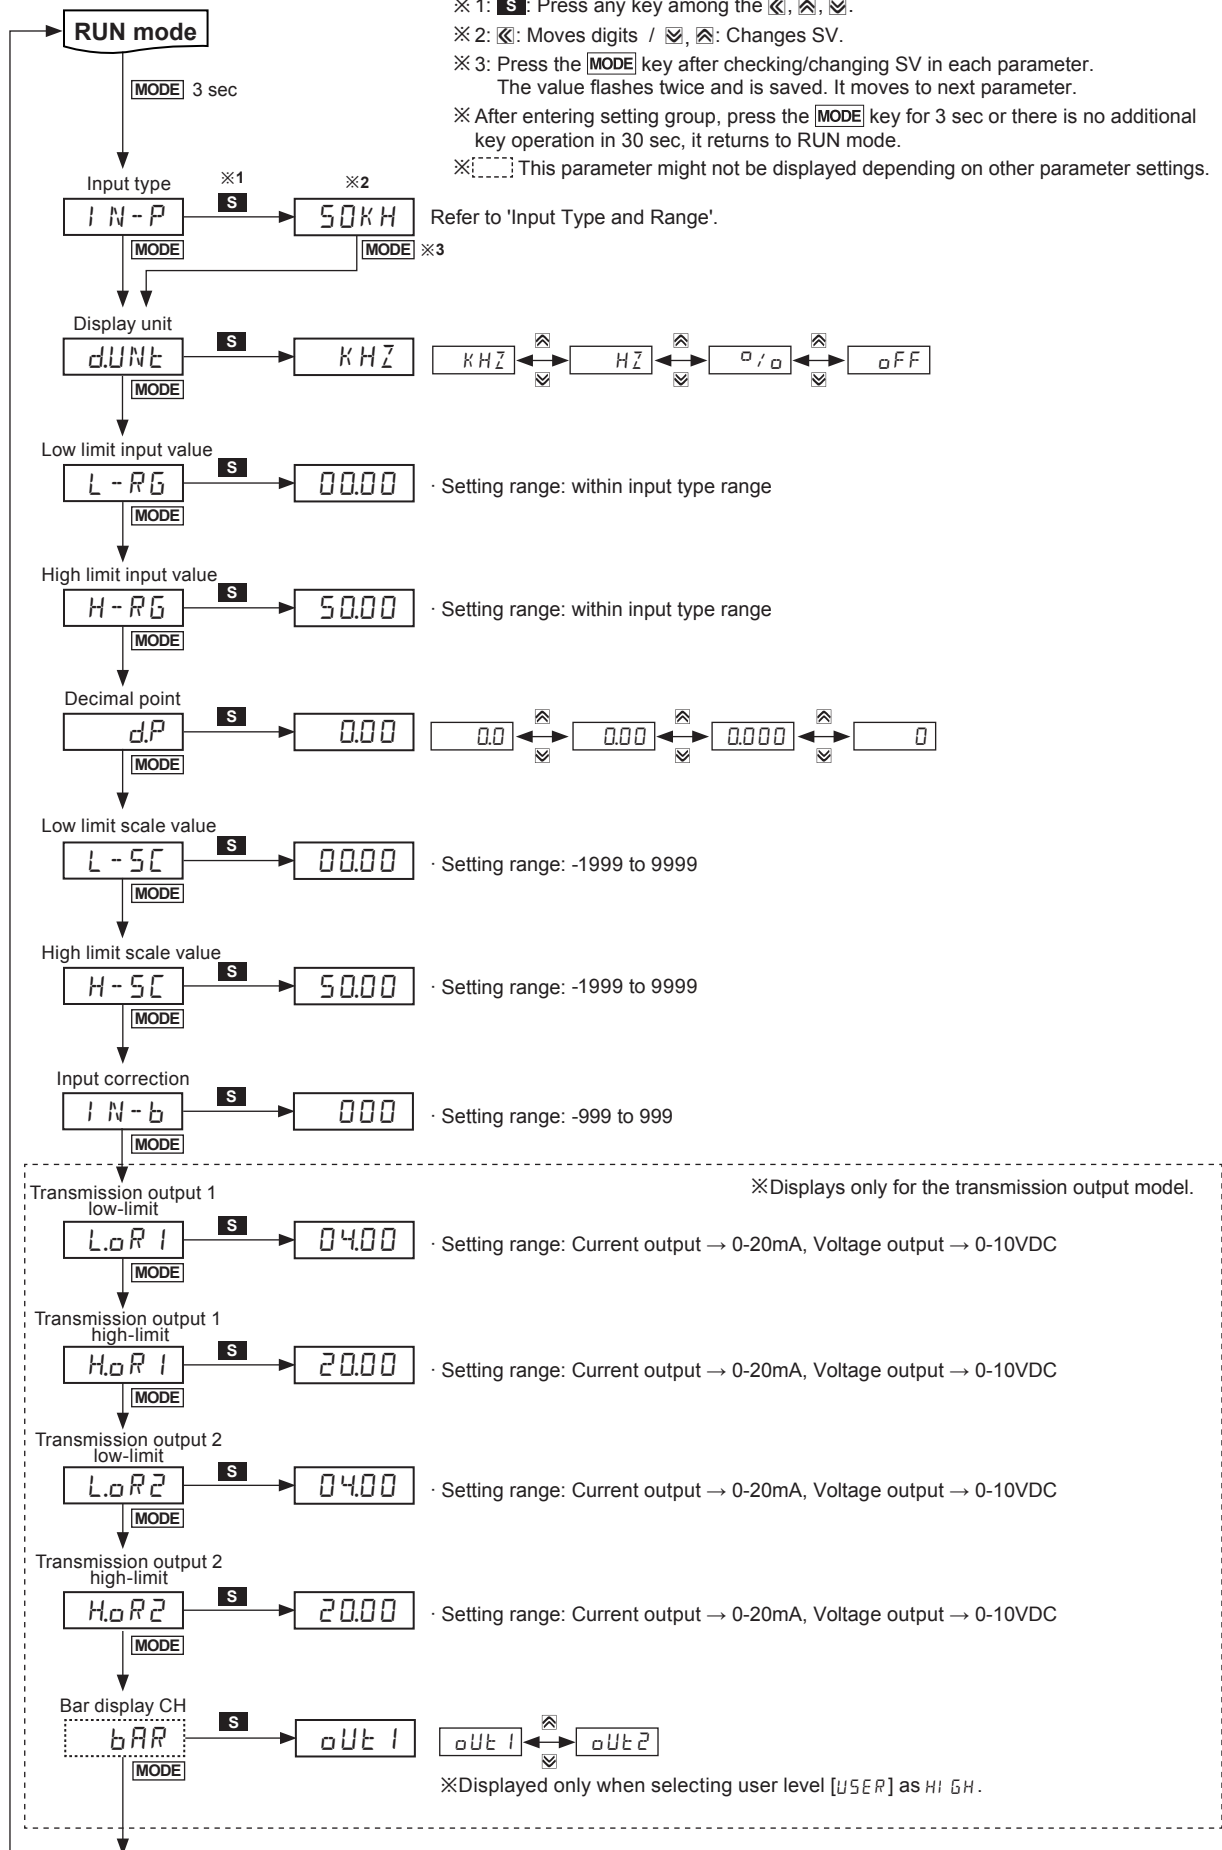 ※ 1: S : Press any key among the «, ︽, ︾.
RUN mode
※ 2: «: Moves digits / ︾, ︽: Changes SV.
※ 3: Press the MODE key after checking/changing SV in each parameter.
The value flashes twice and is saved. It moves to next parameter.
MODE 3 sec
※ After entering setting group, press the MODE key for 3 sec or there is no additional
key operation in 30 sec, it returns to RUN mode.
※ This parameter might not be displayed depending on other parameter settings.
Input type ※1 ※2
IN-P S 50KH Refer to 'Input Type and Range'.
MODE MODE ※3
Display unit
d.UNt S KHZ KHZ ︽ ︾ HZ ︽ ︾ o/o ︽ ︾ oFF
MODE
Low limit input value
L-RG S 00.00 · Setting range: within input type range
MODE
High limit input value
H-RG S 50.00 · Setting range: within input type range
MODE
Decimal point
d.P S 0.00 0.0 ︽ ︾ 0.00 ︽ ︾ 0.000 ︽ ︾ 0
MODE
Low limit scale value
L-SC S 00.00 · Setting range: -1999 to 9999
MODE
High limit scale value
H-SC S 50.00 · Setting range: -1999 to 9999
MODE
Input correction
IN-b S 000 · Setting range: -999 to 999
MODE
※Displays only for the transmission output model.
Transmission output 1
low-limit
L.oR1 S 04.00 · Setting range: Current output → 0-20mA, Voltage output → 0-10VDC
MODE
Transmission output 1
high-limit
H.oR1 S 20.00 · Setting range: Current output → 0-20mA, Voltage output → 0-10VDC
MODE
Transmission output 2
low-limit
L.oR2 S 04.00 · Setting range: Current output → 0-20mA, Voltage output → 0-10VDC
MODE
Transmission output 2
high-limit
H.oR2 S 20.00 · Setting range: Current output → 0-20mA, Voltage output → 0-10VDC
MODE
Bar display CH
bAR S oUt1 oUt1 ︽ ︾ oUt2
MODE
※Displayed only when selecting user level [USER] as HIGH.